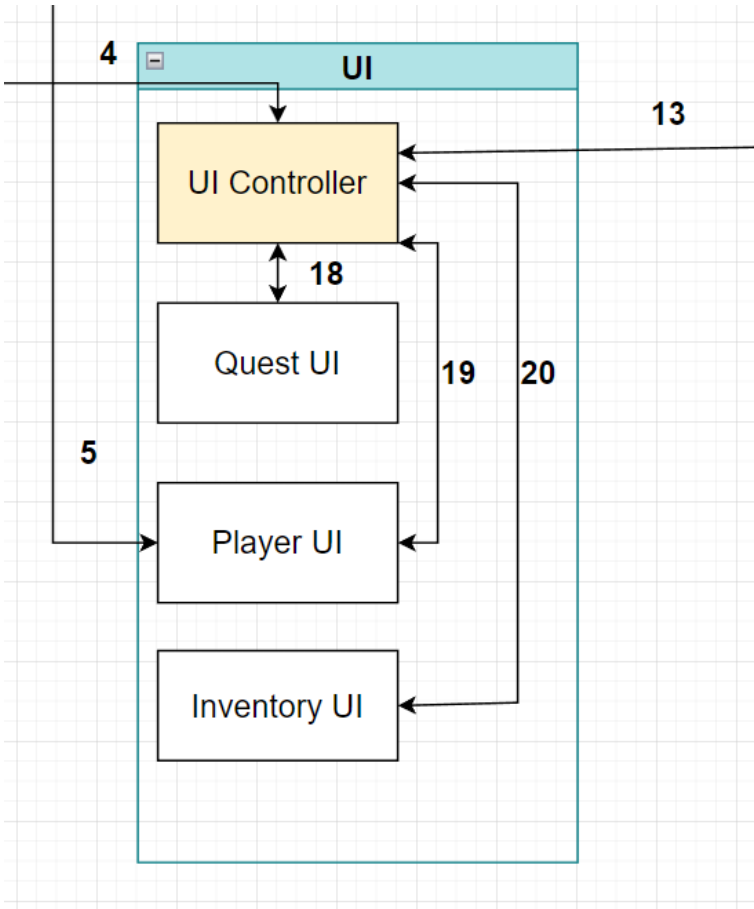 4
UI
13
UI Controller
18
Quest UI
19
20
5
Player UI
Inventory UI